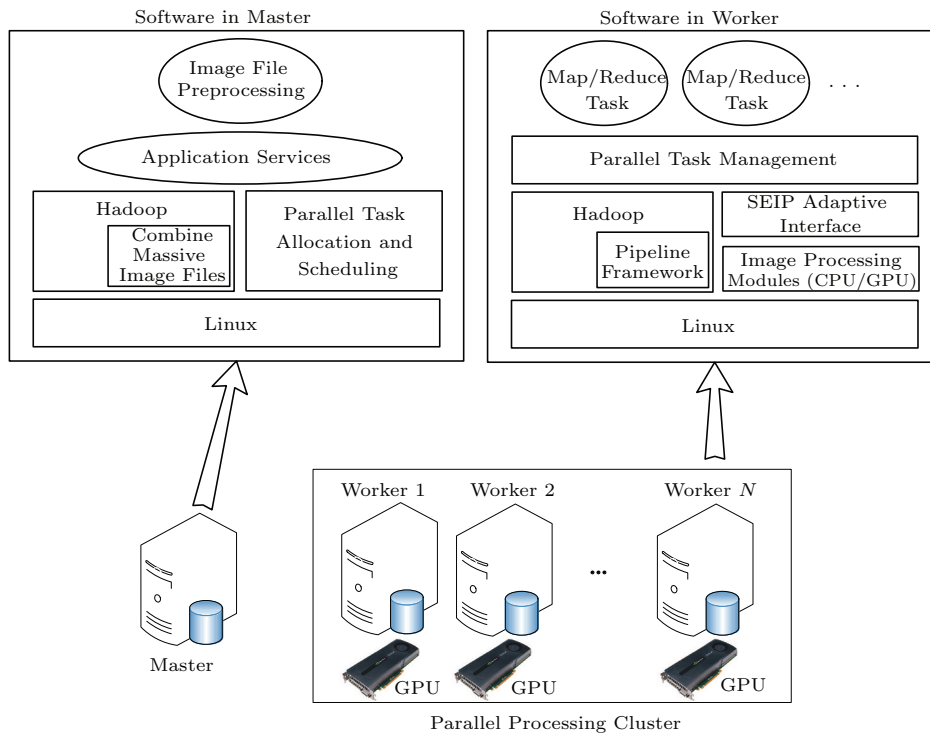 Software in Master
Image File
Preprocessing
Application Services
Hadoop
Combine
Massive
Image Files
Parallel Task
Allocation and
Scheduling
Linux
Software in Worker
Map/Reduce
Task
Map/Reduce
Task
. . .
Parallel Task Management
Hadoop
Pipeline
Framework
SEIP Adaptive
Interface
Image Processing
Modules (CPU/GPU)
Linux
Master
Worker 1
Worker 2
...
Worker N
GPU
GPU
GPU
Parallel Processing Cluster